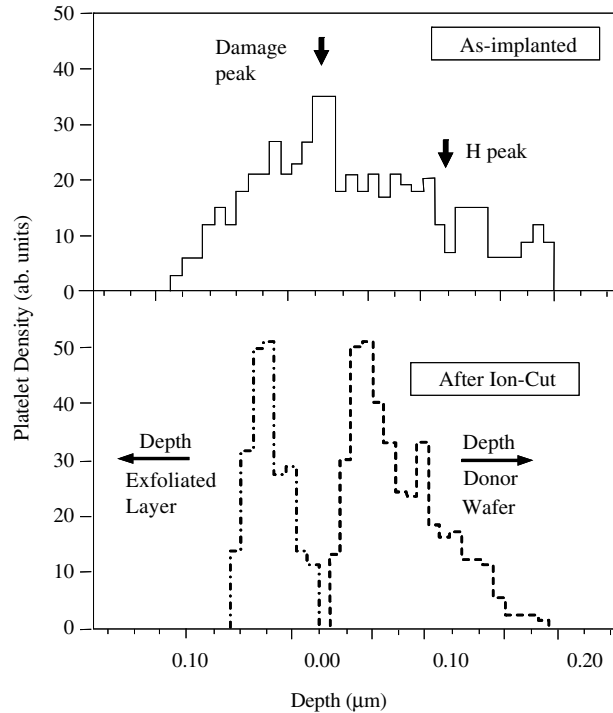 50
40
30
20
10
0
Damage
peak
As-implanted
H peak
Platelet Density (ab. units)
50
40
30
20
10
0
After Ion-Cut
Depth
Exfoliated
Layer
Depth
Donor
Wafer
0.10 0.00 0.10 0.20
Depth (μm)